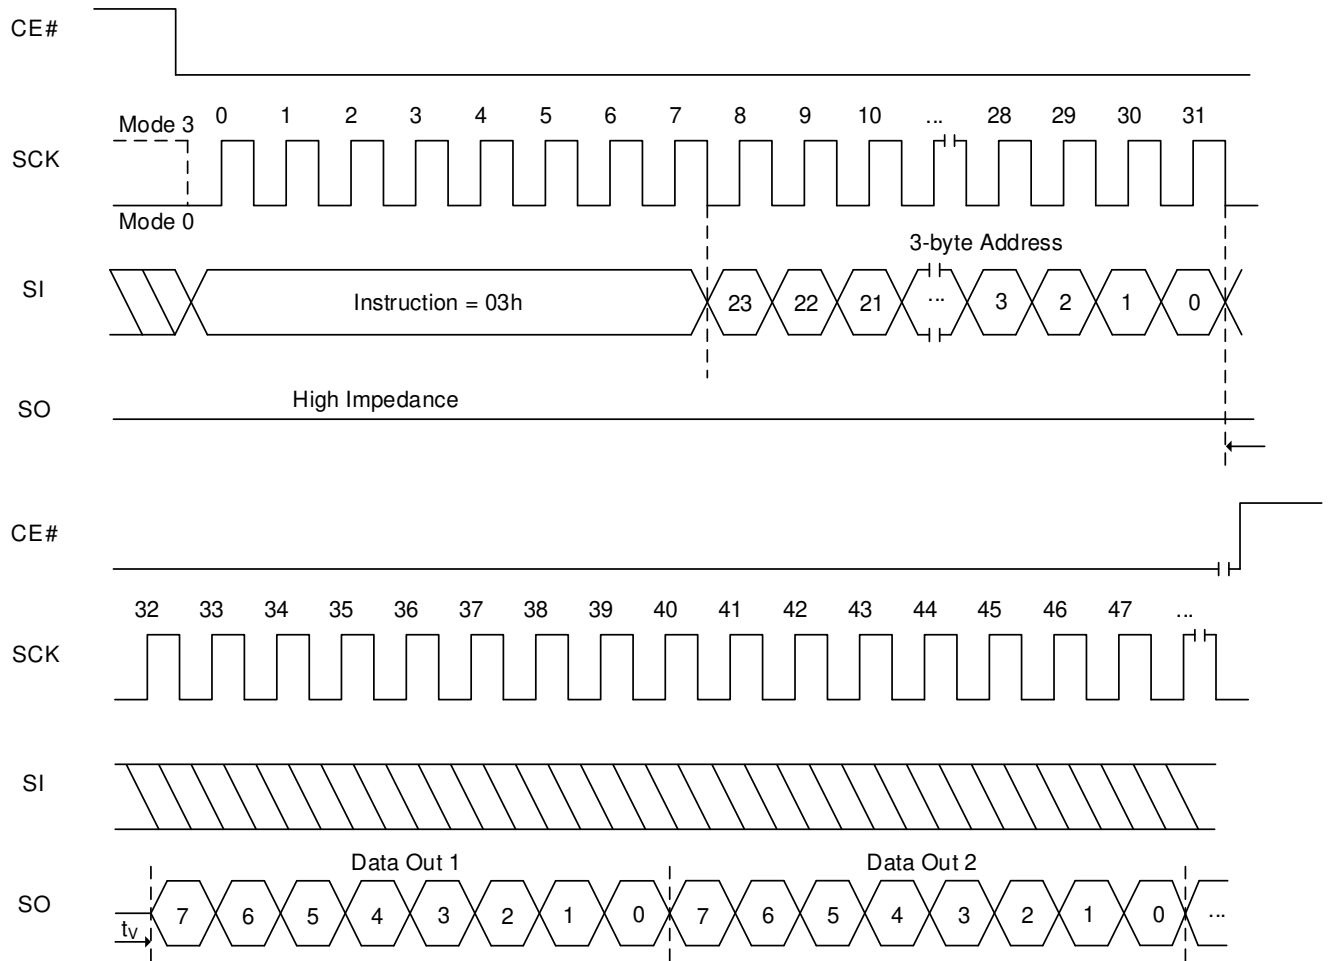 CE#
0 1 2 3 4 5 6 7 8 9 10 ... 28 29 30 31
Mode 3
SCK
Mode 0
3-byte Address
SI
Instruction = 03h 23 22 21 ... 3 2 1 0
High Impedance
SO
CE#
32 33 34 35 36 37 38 39 40 41 42 43 44 45 46 47 ...
SCK
SI
Data Out 1 Data Out 2
SO
7 6 5 4 3 2 1 0 7 6 5 4 3 2 1 0 ...
tV